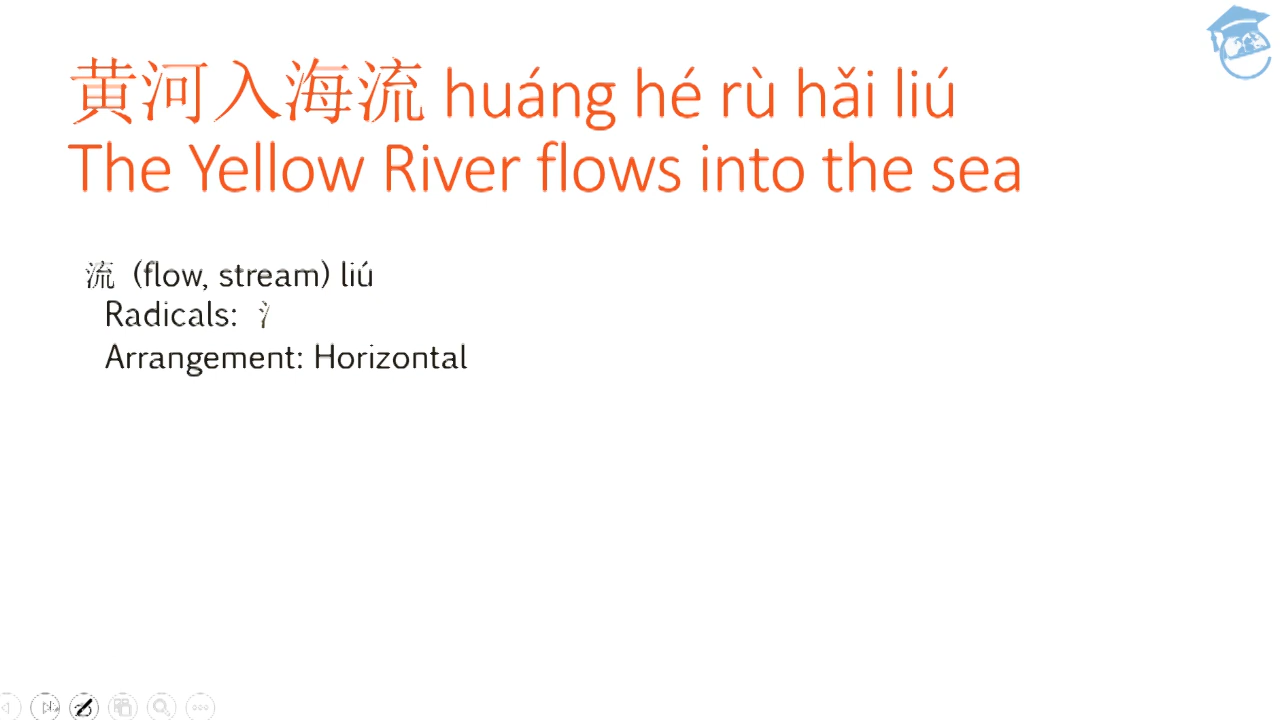 黄河入海流 huáng hé rù hǎi liú
The Yellow River flows into the sea
流 (flow, stream) liú
Radicals: 氵
Arrangement: Horizontal